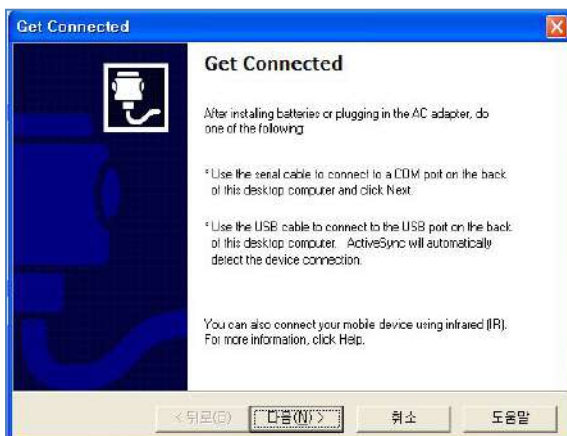 Get Connected
Get Connected
After installing batteries or plugging in the AC adapter, do
one of the following:
* Use the serial cable to connect to a COM port on the back
of this desktop computer and click Next.
* Use the USB cable to connect to the USB port on the back
of this desktop computer. ActiveSync will automatically
detect the device connection.
You can also connect your mobile device using infrared (IR).
For more information, click Help.
< 뒤로(B) 다음(N) > 취소 도움말